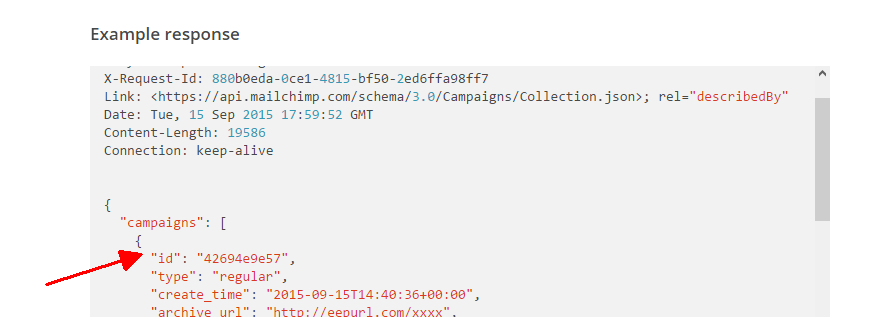 Example response
X-Request-Id: 880b0eda-0ce1-4815-bf50-2ed6ffa98ff7
Link: <https://api.mailchimp.com/schema/3.0/Campaigns/Collection.json>; rel="describedBy"
Date: Tue, 15 Sep 2015 17:59:52 GMT
Content-Length: 19586
Connection: keep-alive
{
"campaigns": [
{
"id": "42694e9e57",
"type": "regular",
"create_time": "2015-09-15T14:40:36+00:00",
"archive_url": "http://eepurl.com/xxxx",